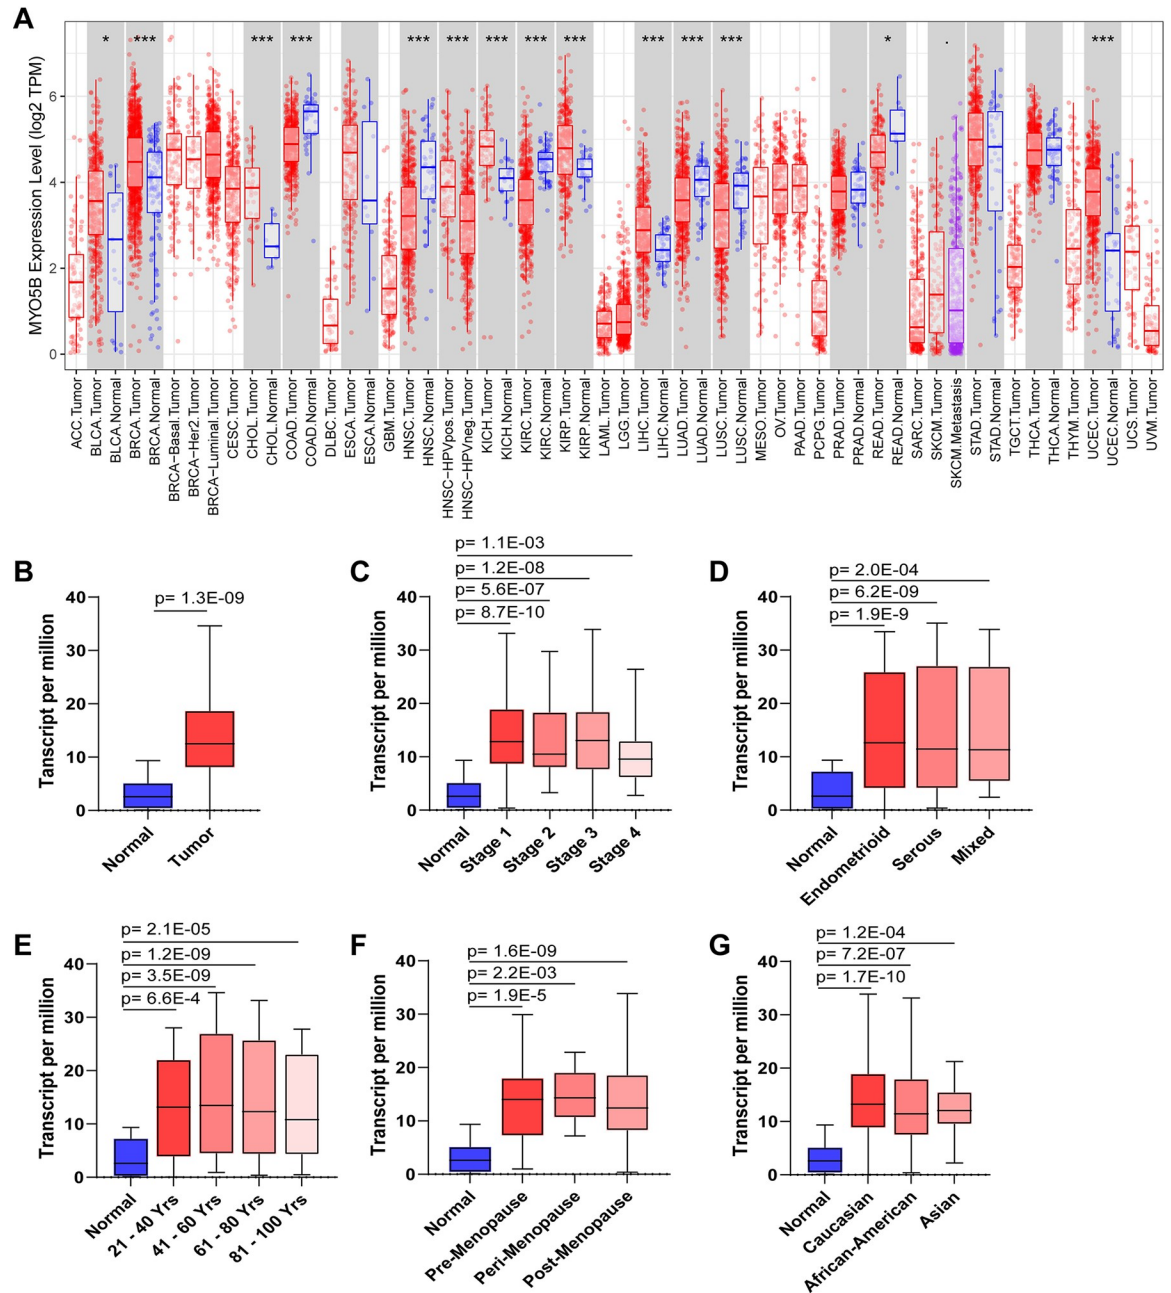 A
MYO5B Expression Level (log2 TPM)
* *** *** *** *** *** *** *** *** *** *** *** * . ***
6
4
2
0
ACC.Tumor
BLCA.Tumor
BLCA.Normal
BRCA.Tumor
BRCA.Normal
BRCA-Basal.Tumor
BRCA-Her2.Tumor
BRCA-Luminal.Tumor
CESC.Tumor
CHOL.Tumor
CHOL.Normal
COAD.Tumor
COAD.Normal
DLBC.Tumor
ESCA.Tumor
ESCA.Normal
GBM.Tumor
HNSC.Tumor
HNSC.Normal
HNSC-HPVpos.Tumor
HNSC-HPVneg.Tumor
KICH.Tumor
KICH.Normal
KIRC.Tumor
KIRC.Normal
KIRP.Tumor
KIRP.Normal
LAML.Tumor
LGG.Tumor
LIHC.Tumor
LIHC.Normal
LUAD.Tumor
LUAD.Normal
LUSC.Tumor
LUSC.Normal
MESO.Tumor
OV.Tumor
PAAD.Tumor
PCPG.Tumor
PRAD.Tumor
PRAD.Normal
READ.Tumor
READ.Normal
SARC.Tumor
SKCM.Tumor
SKCM.Metastasis
STAD.Tumor
STAD.Normal
TGCT.Tumor
THCA.Tumor
THCA.Normal
THYM.Tumor
UCEC.Tumor
UCEC.Normal
UCS.Tumor
UVM.Tumor
B
Tanscript per million
40
30
20
10
0
p= 1.3E-09
Normal
Tumor
C
Transcript per million
40
30
20
10
0
p= 1.1E-03
p= 1.2E-08
p= 5.6E-07
p= 8.7E-10
Normal
Stage 1
Stage 2
Stage 3
Stage 4
D
Transcript per million
40
30
20
10
0
p= 2.0E-04
p= 6.2E-09
p= 1.9E-9
Normal
Endometrioid
Serous
Mixed
E
Transcript per million
40
30
20
10
0
p= 2.1E-05
p= 1.2E-09
p= 3.5E-09
p= 6.6E-4
Normal
21 - 40 Yrs
41 - 60 Yrs
61 - 80 Yrs
81 - 100 Yrs
F
Transcript per million
40
30
20
10
0
p= 1.6E-09
p= 2.2E-03
p= 1.9E-5
Normal
Pre-Menopause
Peri-Menopause
Post-Menopause
G
Transcript per million
40
30
20
10
0
p= 1.2E-04
p= 7.2E-07
p= 1.7E-10
Normal
Caucasian
African-American
Asian